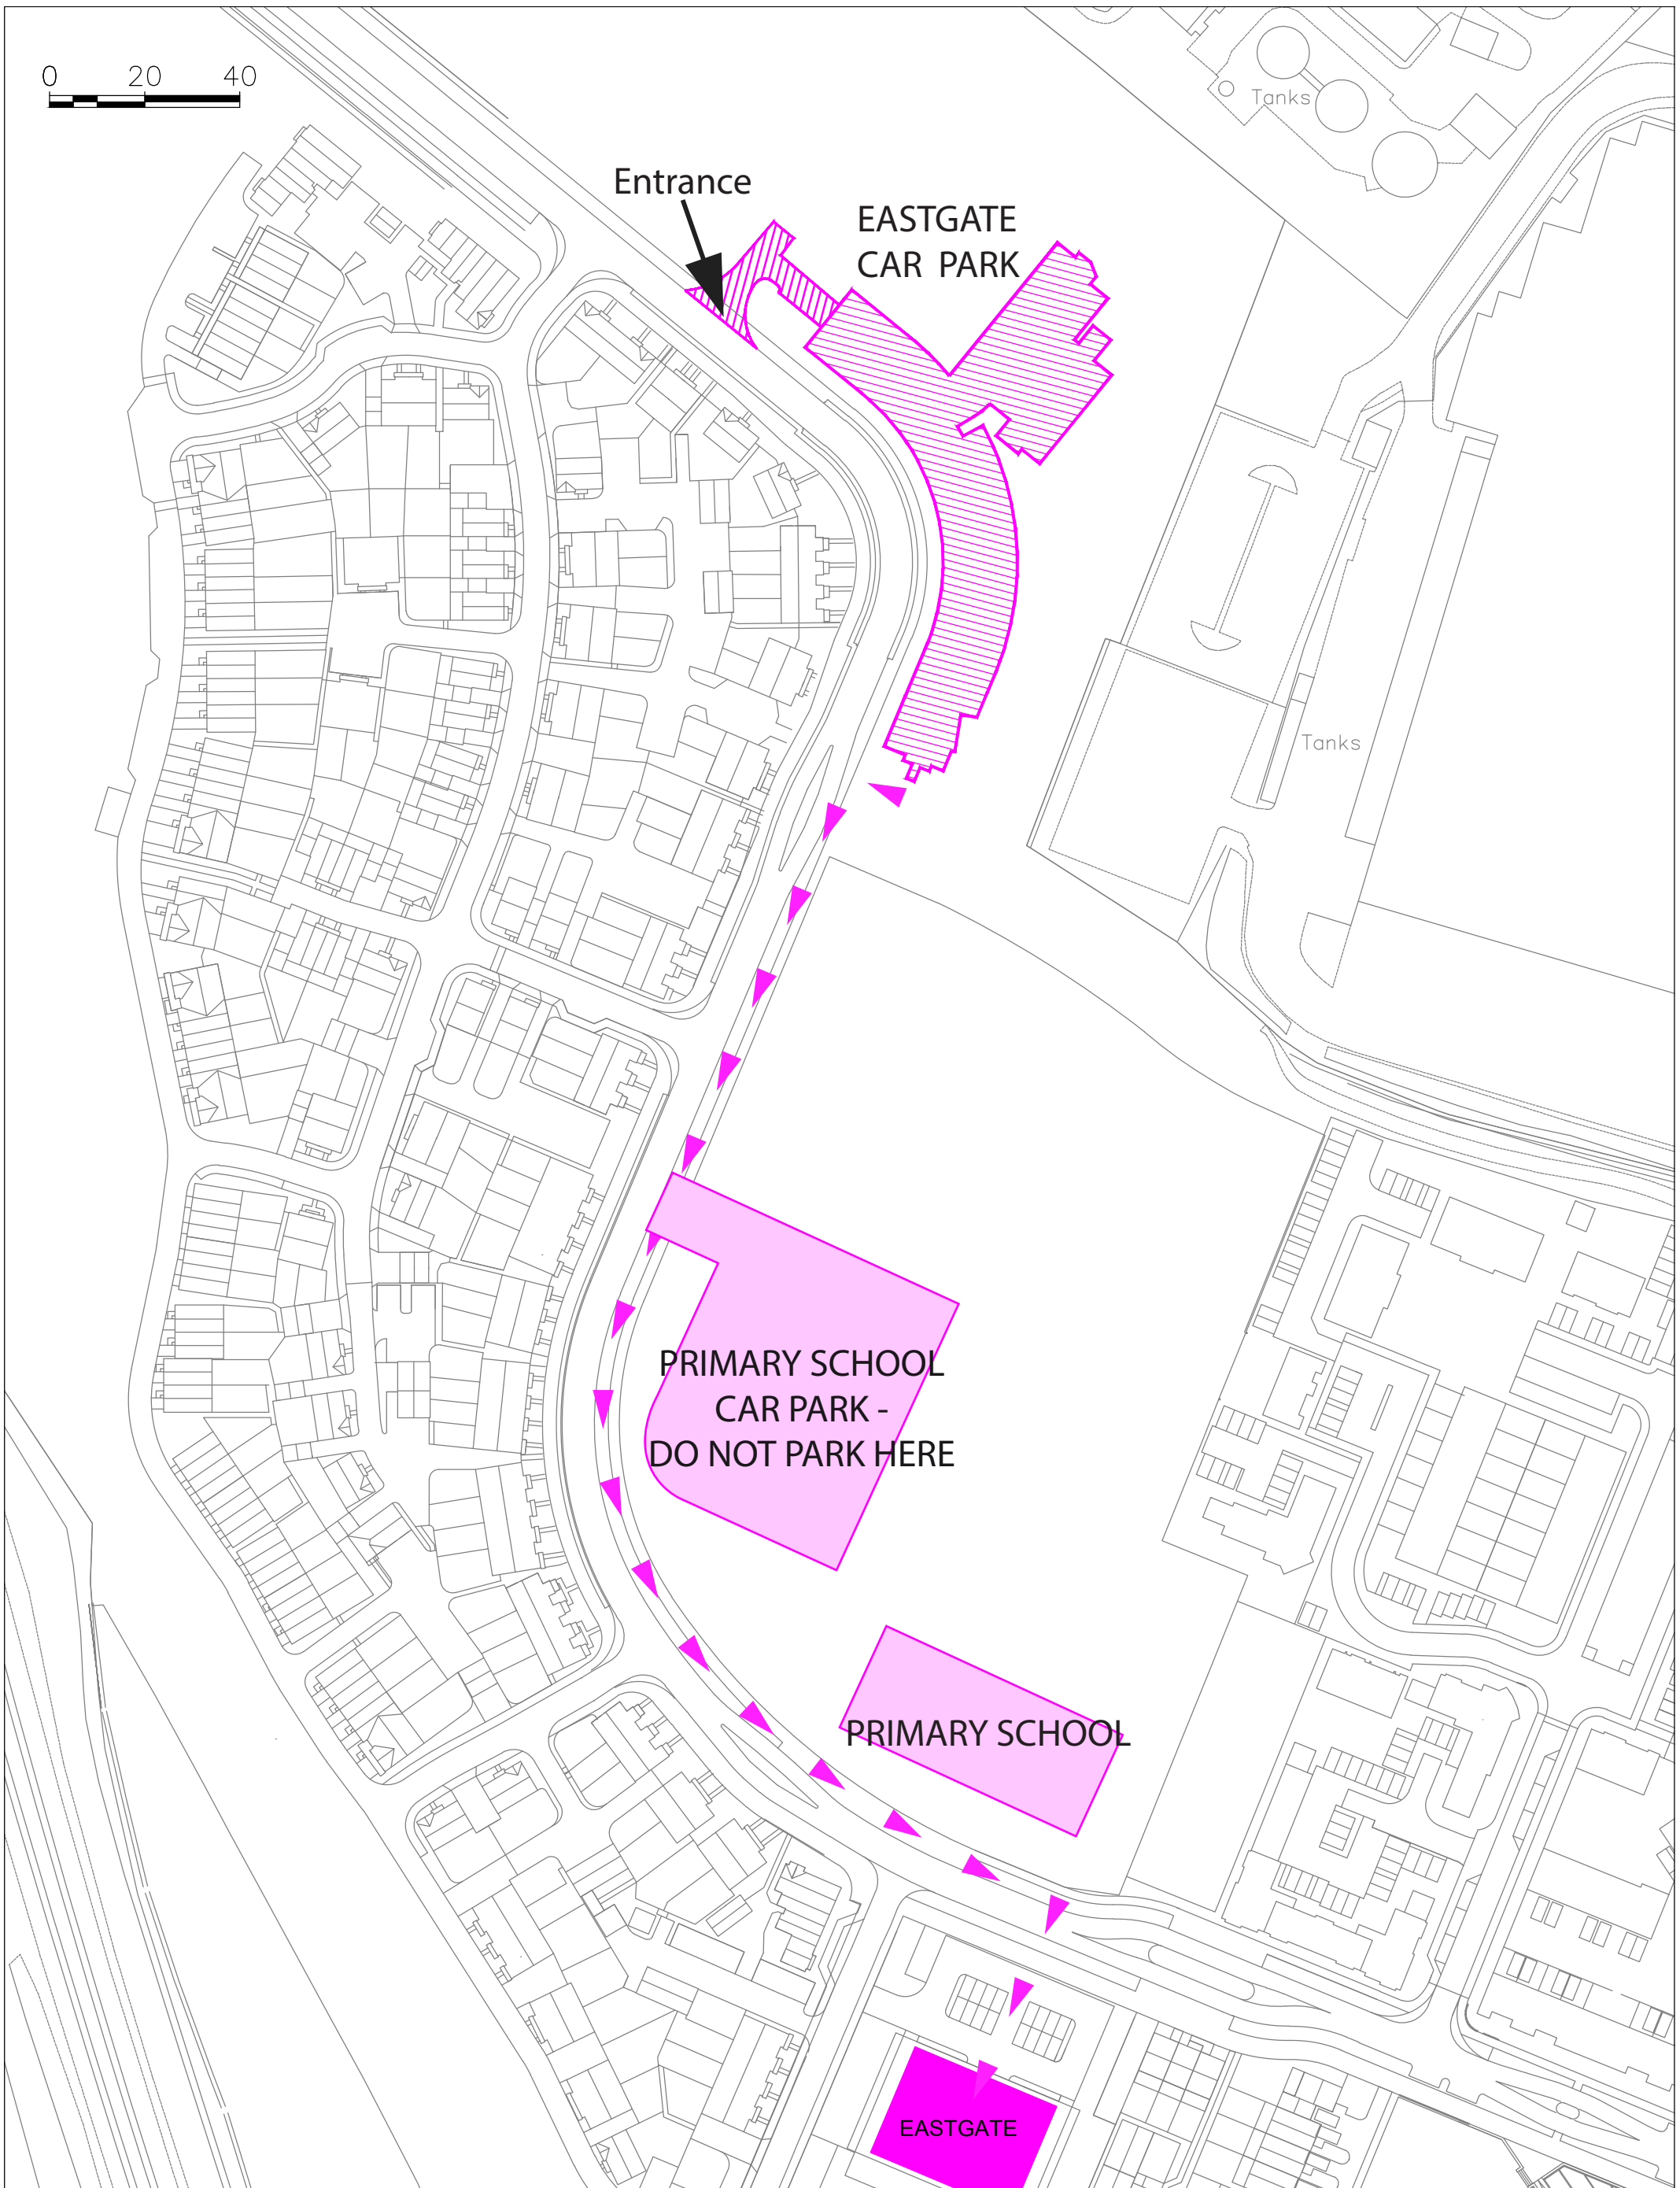 0 20 40
Tanks
Entrance
EASTGATE
CAR PARK
Tanks
PRIMARY SCHOOL
CAR PARK -
DO NOT PARK HERE
PRIMARY SCHOOL
EASTGATE